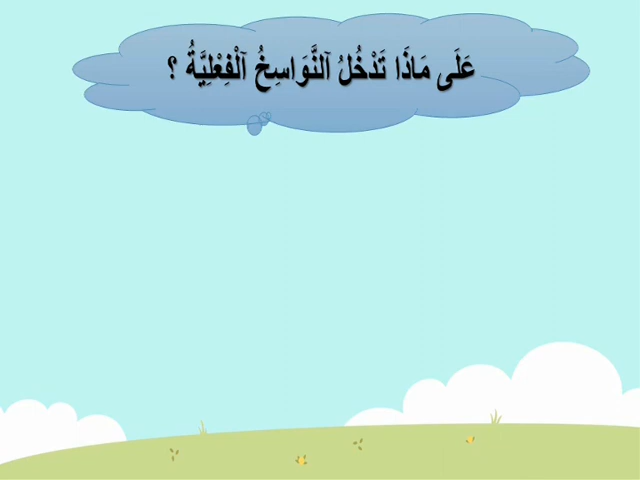 عَلَى مَاذَا تَدْخُلُ ٱلنَّوَاسِخُ ٱلْفِعْلِيَّةُ ؟